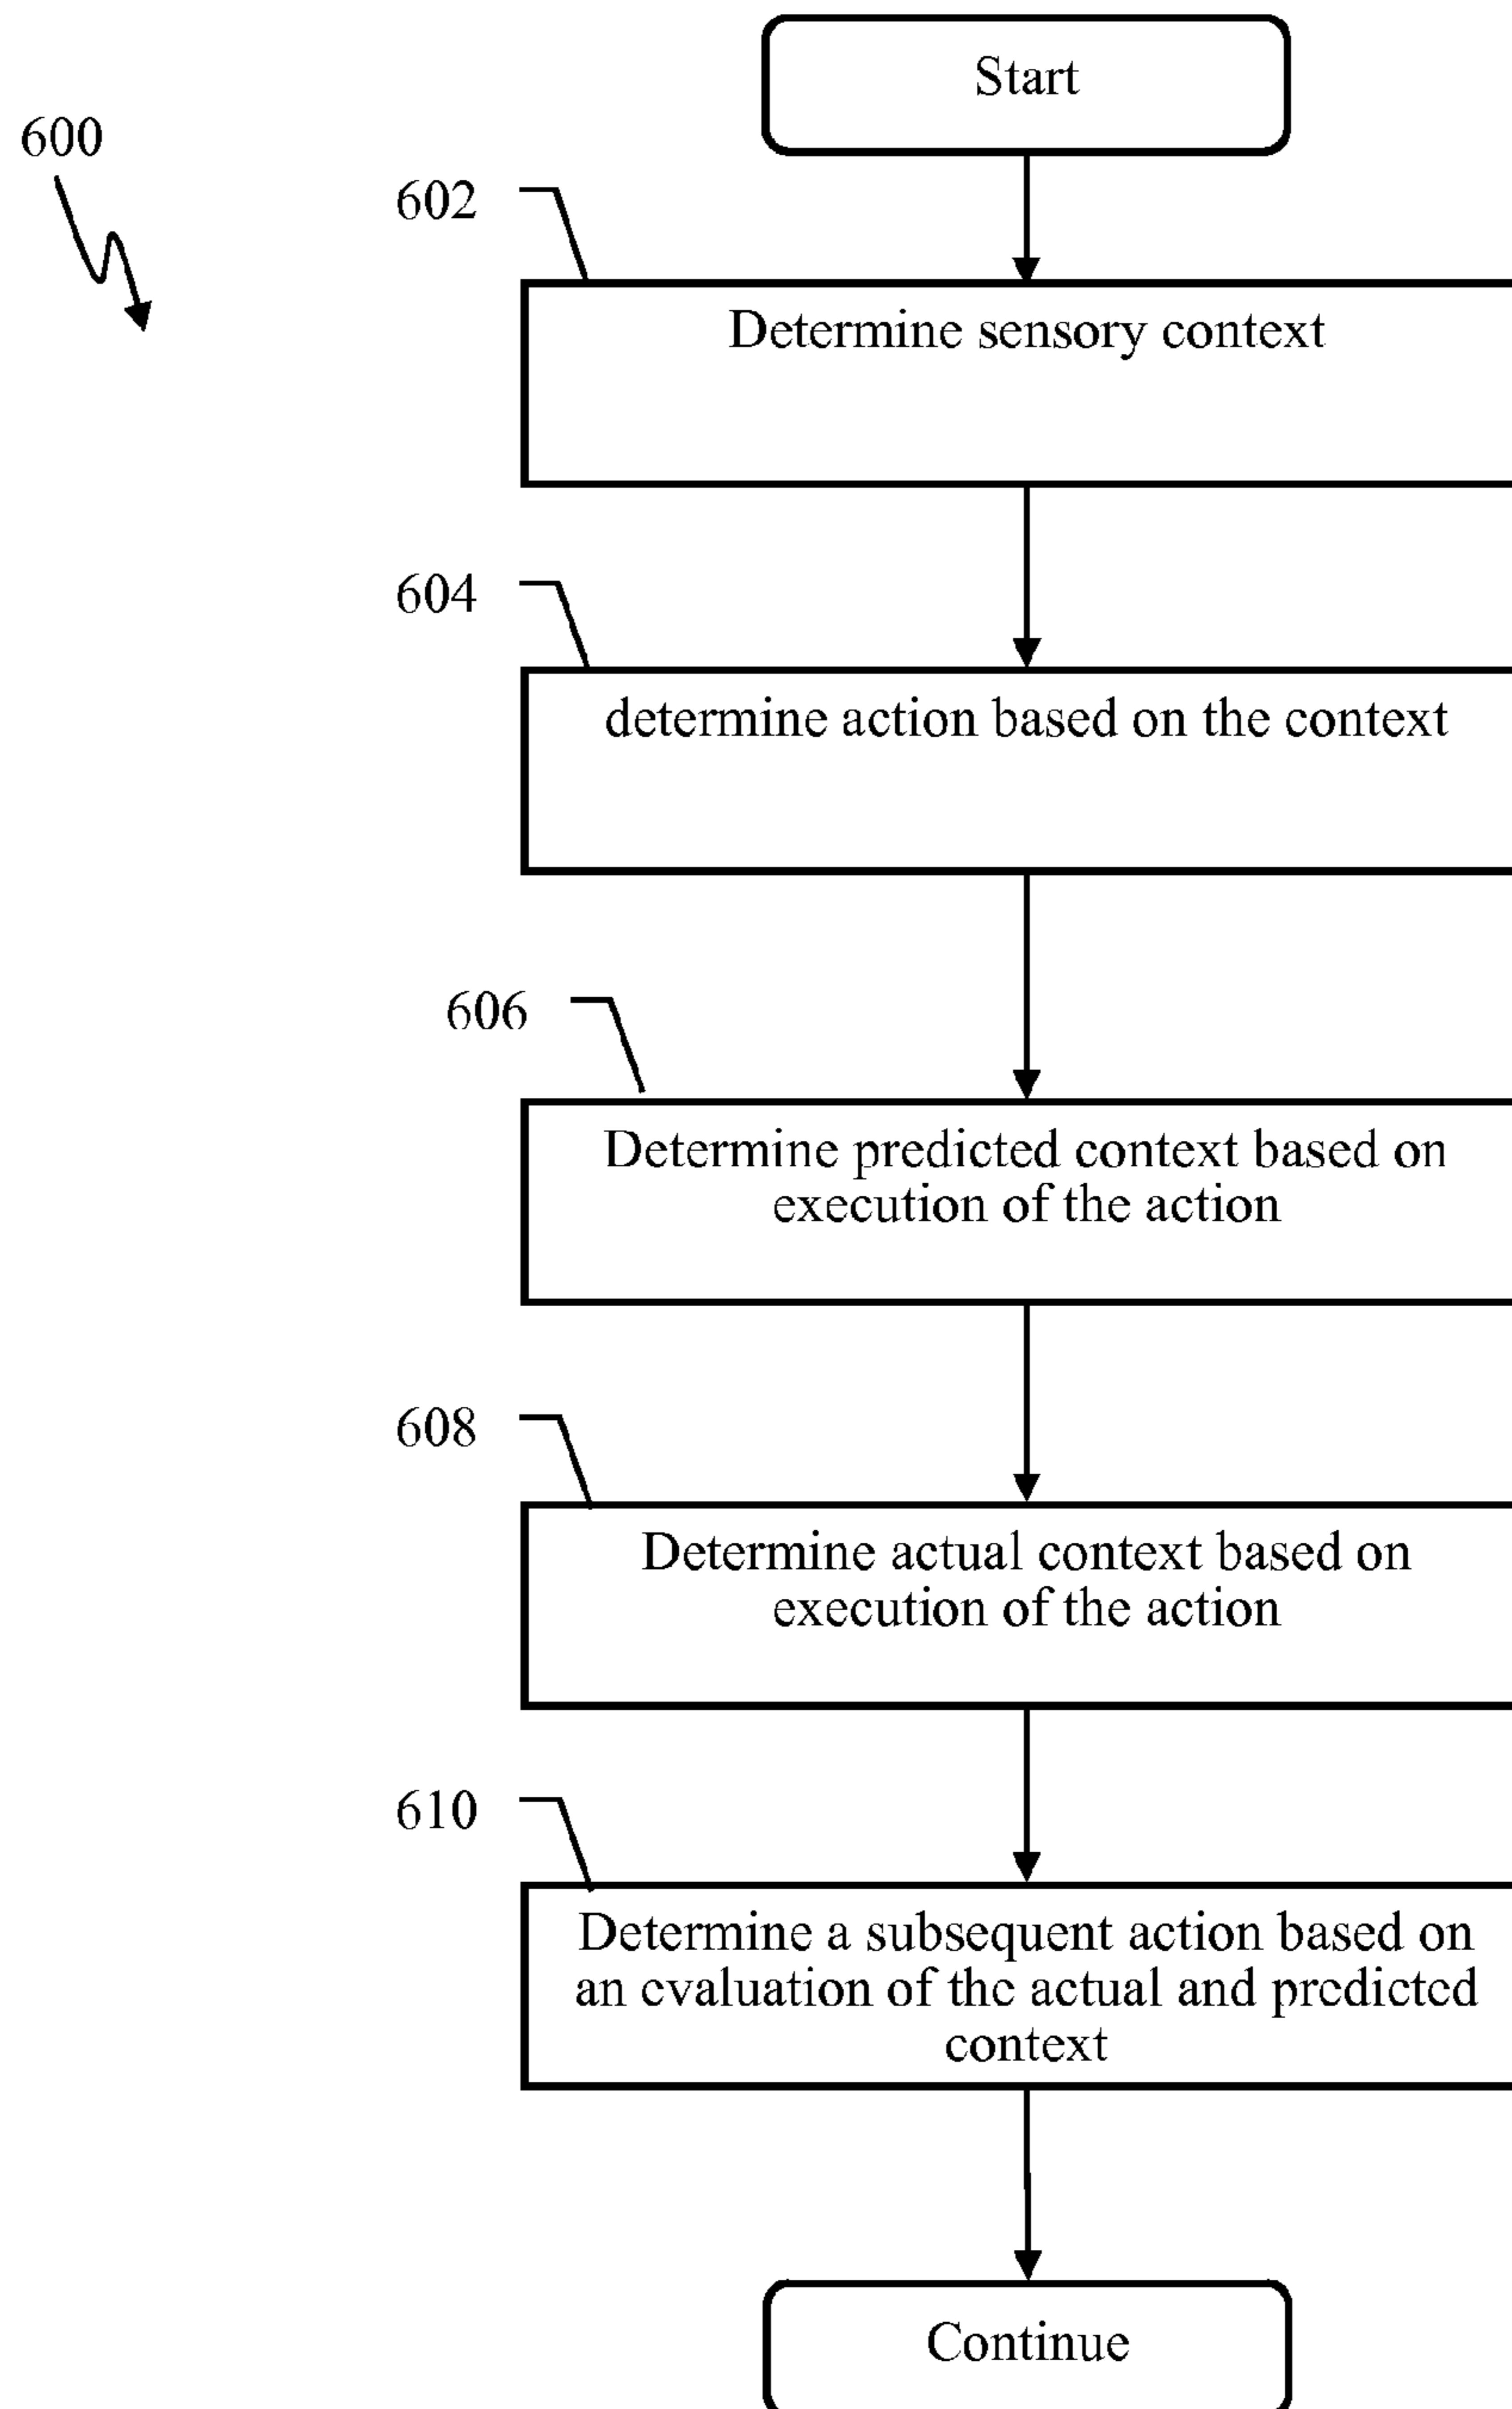 Start
600
602
Determine sensory context
604
determine action based on the context
606
Determine predicted context based on
execution of the action
608
Determine actual context based on
execution of the action
610
Determine a subsequent action based on
an evaluation of the actual and predicted
context
Continue